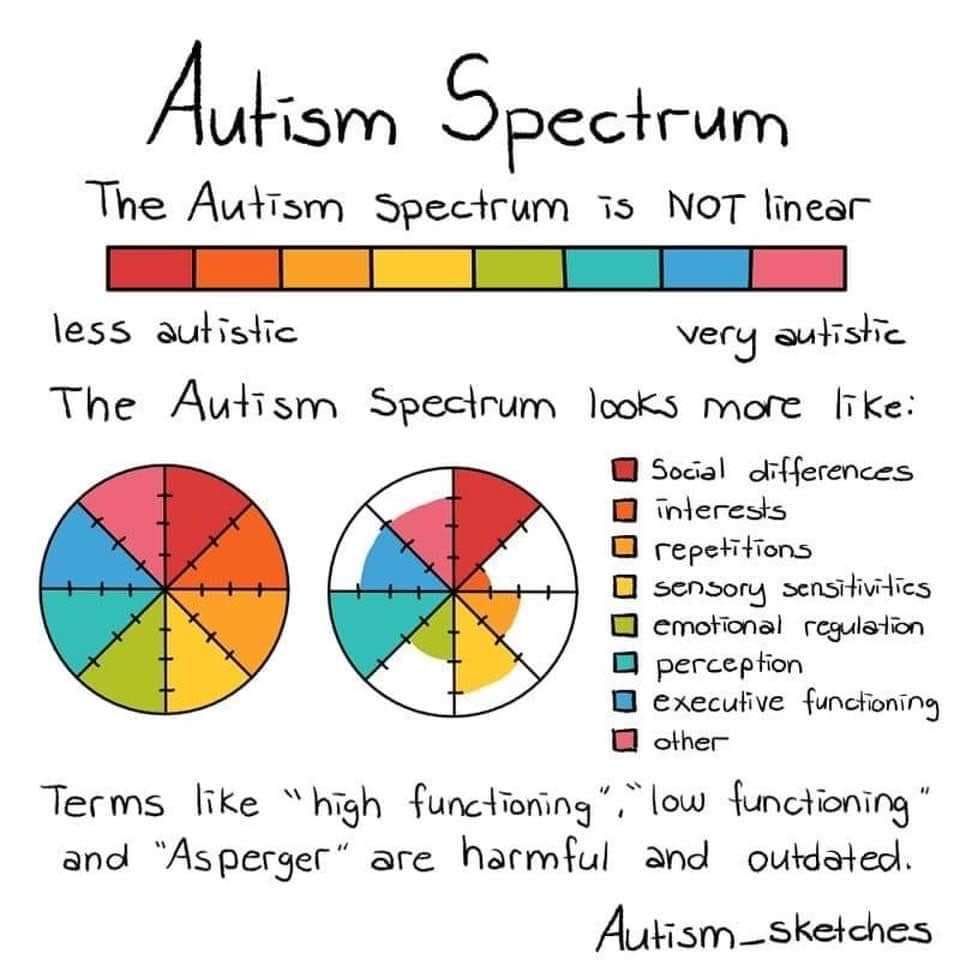 Autism Spectrum
The Autism Spectrum is NOT linear
less autistic
very autistic
The Autism Spectrum looks more like:
Social differences
interests
repetitions
sensory sensitivitics
emotional regulation
perception
executive functioning
other
Terms like "high functioning", "low functioning"
and "Asperger" are harmful and outdated.
Autism_sketches